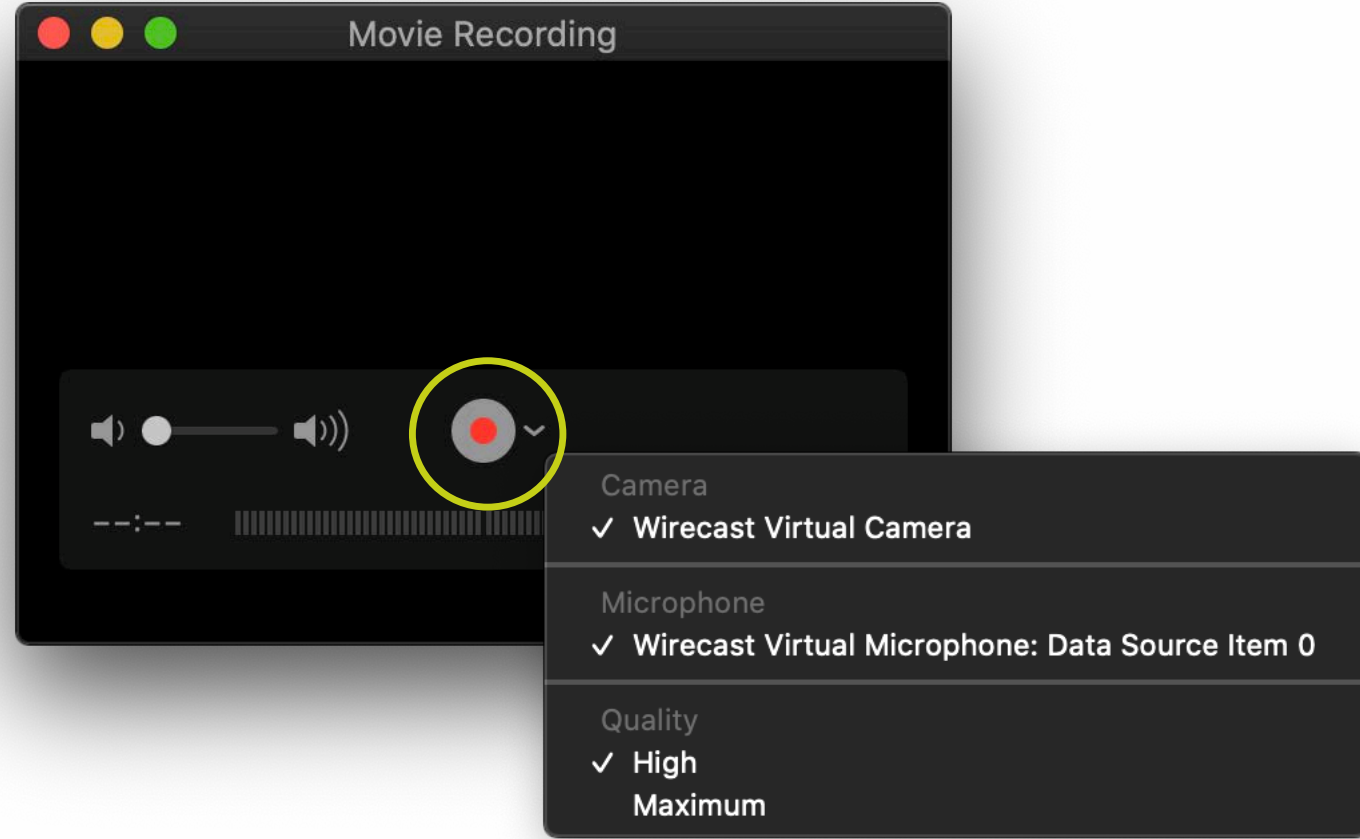 Movie Recording
--:--
Camera
✓ Wirecast Virtual Camera
Microphone
✓ Wirecast Virtual Microphone: Data Source Item 0
Quality
✓ High
Maximum